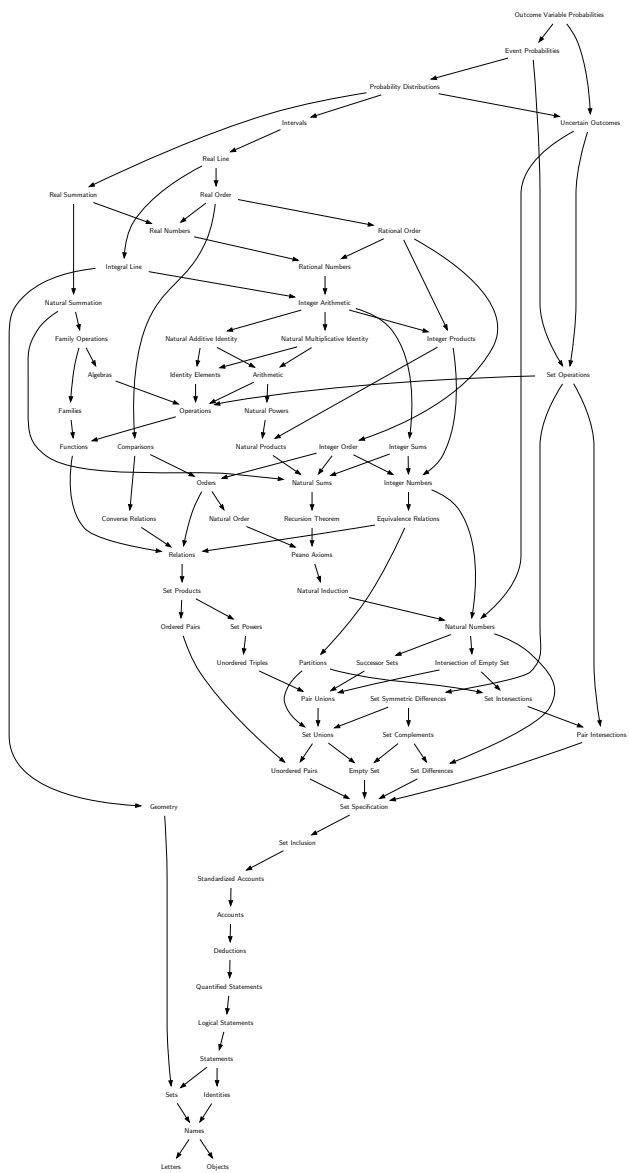 Outcome Variable Probabilities
Event Probabilities
Probability Distributions
Intervals
Uncertain Outcomes
Real Line
Real Summation
Real Order
Real Numbers
Rational Order
Integral Line
Rational Numbers
Natural Summation
Integer Arithmetic
Family Operations
Natural Additive Identity
Natural Multiplicative Identity
Integer Products
Algebras
Identity Elements
Arithmetic
Set Operations
Families
Operations
Natural Powers
Functions
Comparisons
Natural Products
Integer Order
Integer Sums
Orders
Natural Sums
Integer Numbers
Converse Relations
Natural Order
Recursion Theorem
Equivalence Relations
Relations
Peano Axioms
Set Products
Natural Induction
Ordered Pairs
Set Powers
Natural Numbers
Unordered Triples
Partitions
Successor Sets
Intersection of Empty Set
Pair Unions
Set Symmetric Differences
Set Intersections
Set Unions
Set Complements
Pair Intersections
Unordered Pairs
Empty Set
Set Differences
Geometry
Set Specification
Set Inclusion
Standardized Accounts
Accounts
Deductions
Quantified Statements
Logical Statements
Statements
Sets
Identities
Names
Letters
Objects